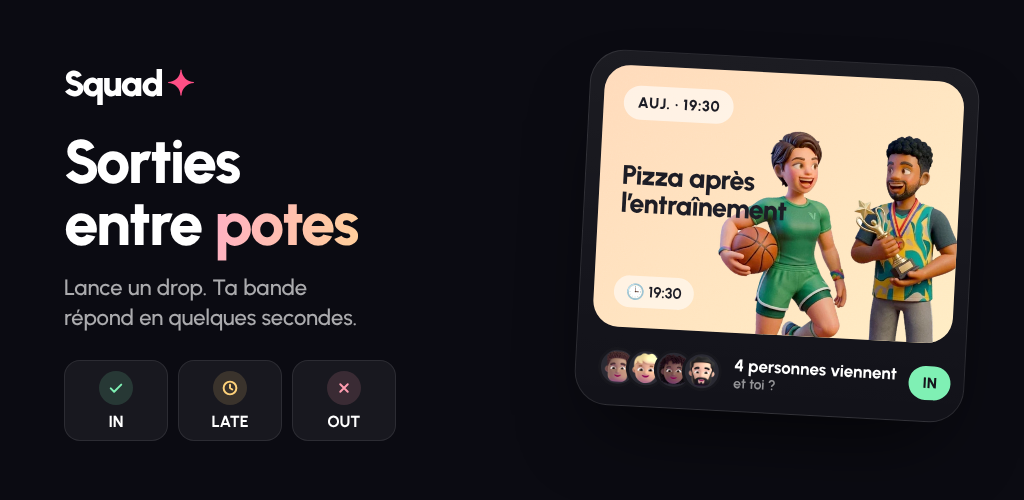 Squad
Sorties
entre potes
Lance un drop. Ta bande
répond en quelques secondes.
IN
LATE
OUT
AUJ. · 19:30
Pizza après
l’entraînement
19:30
4 personnes viennent
et toi ?
IN